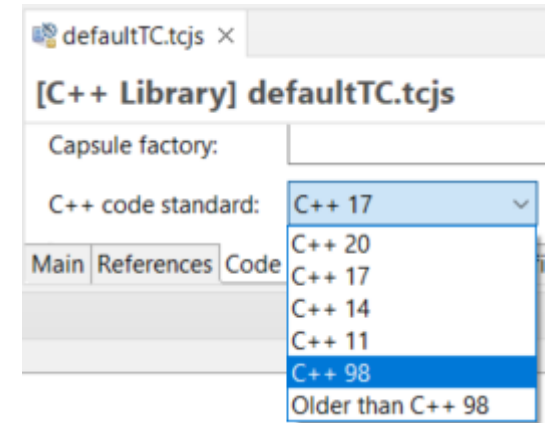 defaultTC.tcjs
[C++ Library] defaultTC.tcjs
Capsule factory:
C++ code standard: C++ 17
C++ 20
Main References Code
C++ 17
C++ 14
C++ 11
C++ 98
Older than C++ 98